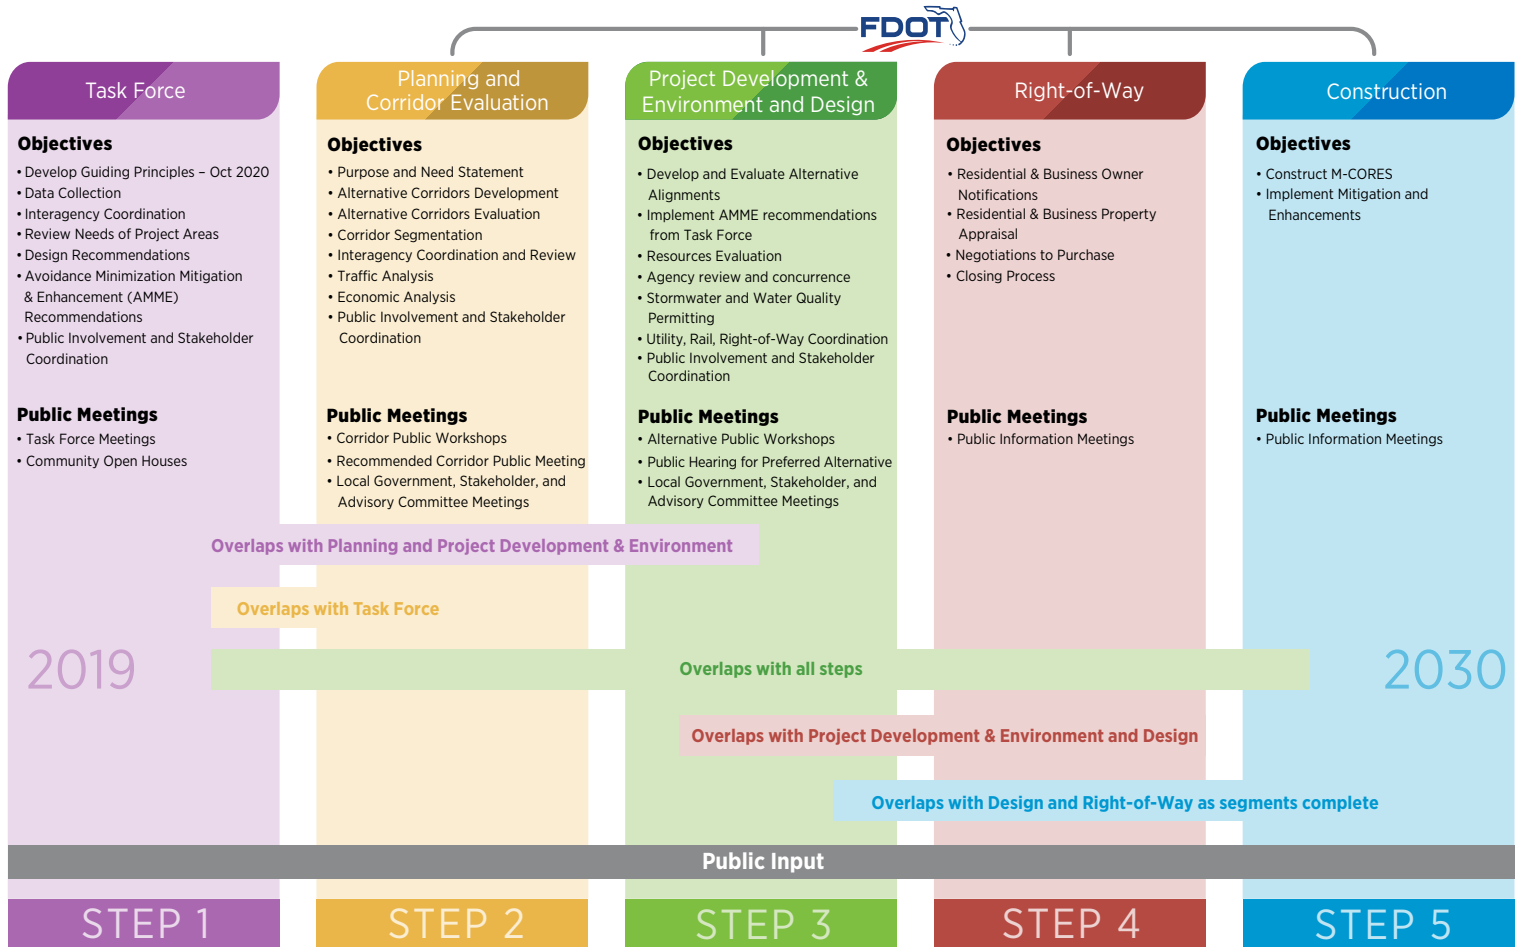 FDOT
Task Force
Objectives
• Develop Guiding Principles – Oct 2020
• Data Collection
• Interagency Coordination
• Review Needs of Project Areas
• Design Recommendations
• Avoidance Minimization Mitigation
& Enhancement (AMME)
Recommendations
• Public Involvement and Stakeholder
Coordination
Public Meetings
• Task Force Meetings
• Community Open Houses
Planning and
Corridor Evaluation
Objectives
• Purpose and Need Statement
• Alternative Corridors Development
• Alternative Corridors Evaluation
• Corridor Segmentation
• Interagency Coordination and Review
• Traffic Analysis
• Economic Analysis
• Public Involvement and Stakeholder
Coordination
Public Meetings
• Corridor Public Workshops
• Recommended Corridor Public Meeting
• Local Government, Stakeholder, and
Advisory Committee Meetings
Project Development &
Environment and Design
Objectives
• Develop and Evaluate Alternative
Alignments
• Implement AMME recommendations
from Task Force
• Resources Evaluation
• Agency review and concurrence
• Stormwater and Water Quality
Permitting
• Utility, Rail, Right-of-Way Coordination
• Public Involvement and Stakeholder
Coordination
Public Meetings
• Alternative Public Workshops
• Public Hearing for Preferred Alternative
• Local Government, Stakeholder, and
Advisory Committee Meetings
Right-of-Way
Objectives
• Residential & Business Owner
Notifications
• Residential & Business Property
Appraisal
• Negotiations to Purchase
• Closing Process
Public Meetings
• Public Information Meetings
Construction
Objectives
• Construct M-CORES
• Implement Mitigation and
Enhancements
Public Meetings
• Public Information Meetings
Overlaps with Planning and Project Development & Environment
Overlaps with Task Force
2019
Overlaps with all steps
2030
Overlaps with Project Development & Environment and Design
Overlaps with Design and Right-of-Way as segments complete
Public Input
STEP 1
STEP 2
STEP 3
STEP 4
STEP 5